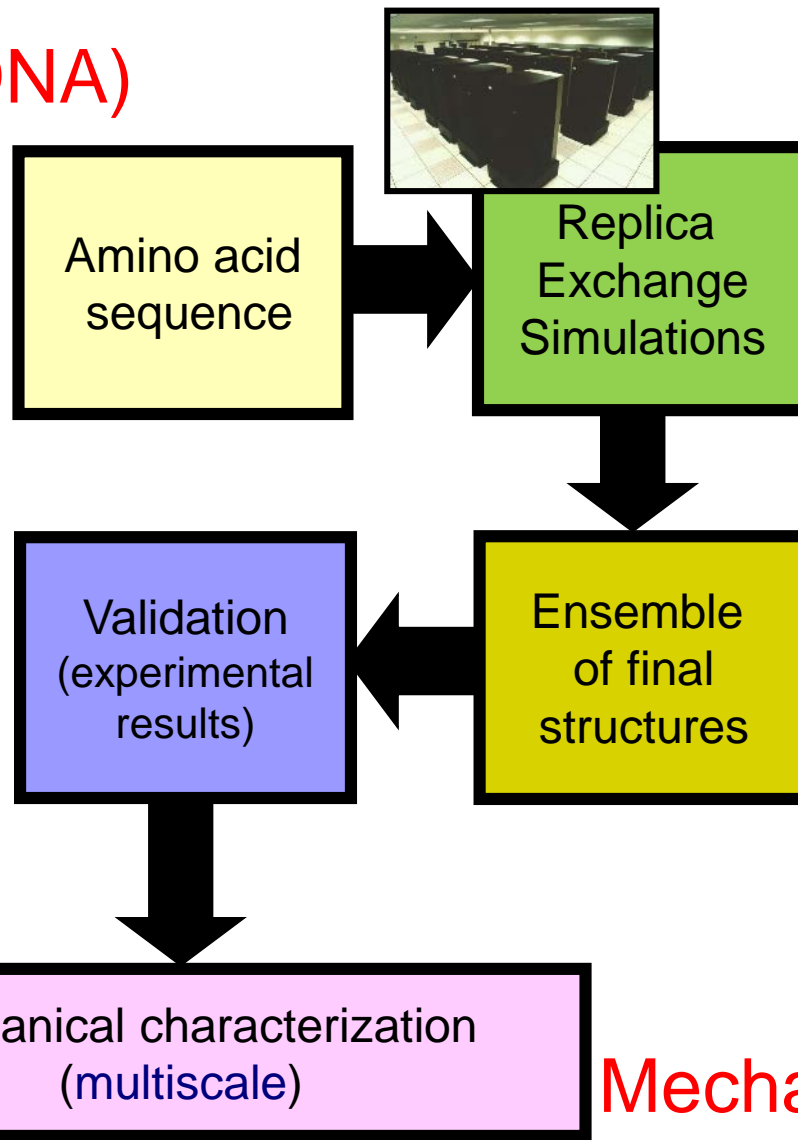 NA)
Amino acid
sequence
Replica
Exchange
Simulations
Validation
(experimental
results)
Ensemble
of final
structures
anical characterization
(multiscale)
Mecha